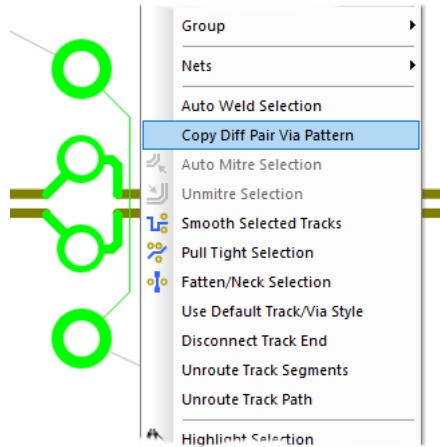 Group
Nets
Auto Weld Selection
Copy Diff Pair Via Pattern
Auto Mitre Selection
Unmitre Selection
Smooth Selected Tracks
Pull Tight Selection
Fatten/Neck Selection
Use Default Track/Via Style
Disconnect Track End
Unroute Track Segments
Unroute Track Path
Highlight Selection